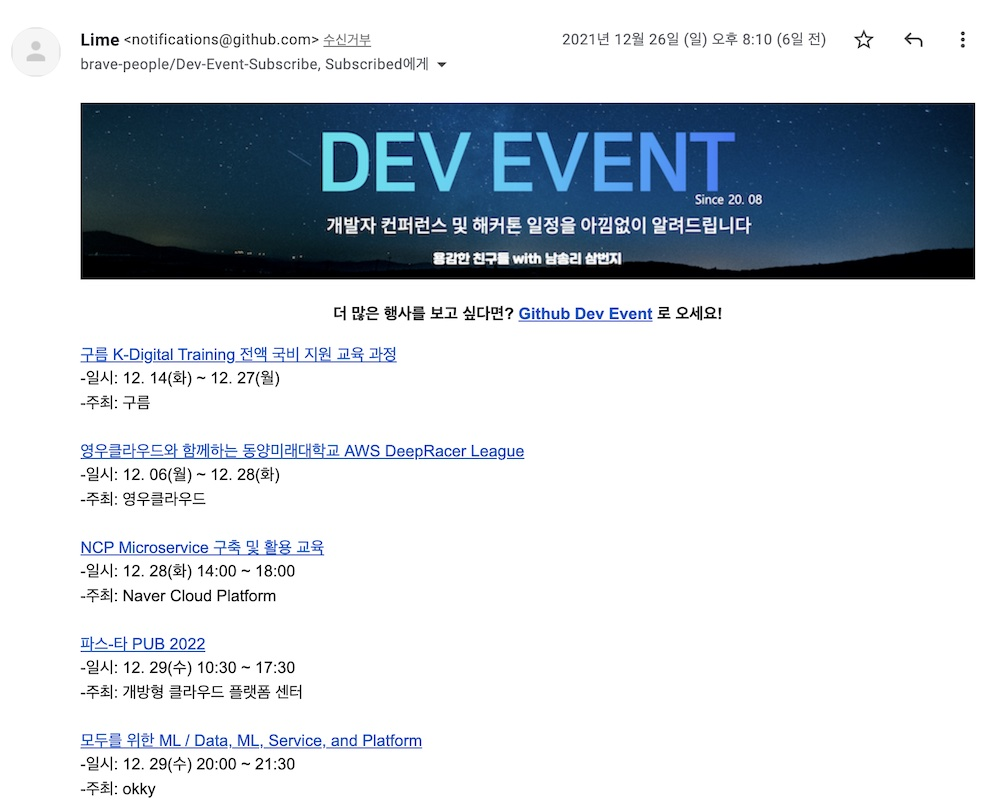 Lime <notifications@github.com> 수신거부
2021년 12월 26일 (일) 오후 8:10 (6일 전)
brave-people/Dev-Event-Subscribe, Subscribed에게
DEV EVENT
Since 20. 08
개발자 컨퍼런스 및 해커톤 일정을 아낌없이 알려드립니다
용감한 친구들 with 남송리 삼번지
더 많은 행사를 보고 싶다면? Github Dev Event 로 오세요!
구름 K-Digital Training 전액 국비 지원 교육 과정
-일시: 12. 14(화) ~ 12. 27(월)
-주최: 구름
영우클라우드와 함께하는 동양미래대학교 AWS DeepRacer League
-일시: 12. 06(월) ~ 12. 28(화)
-주최: 영우클라우드
NCP Microservice 구축 및 활용 교육
-일시: 12. 28(화) 14:00 ~ 18:00
-주최: Naver Cloud Platform
파스-타 PUB 2022
-일시: 12. 29(수) 10:30 ~ 17:30
-주최: 개방형 클라우드 플랫폼 센터
모두를 위한 ML / Data, ML, Service, and Platform
-일시: 12. 29(수) 20:00 ~ 21:30
-주최: okky